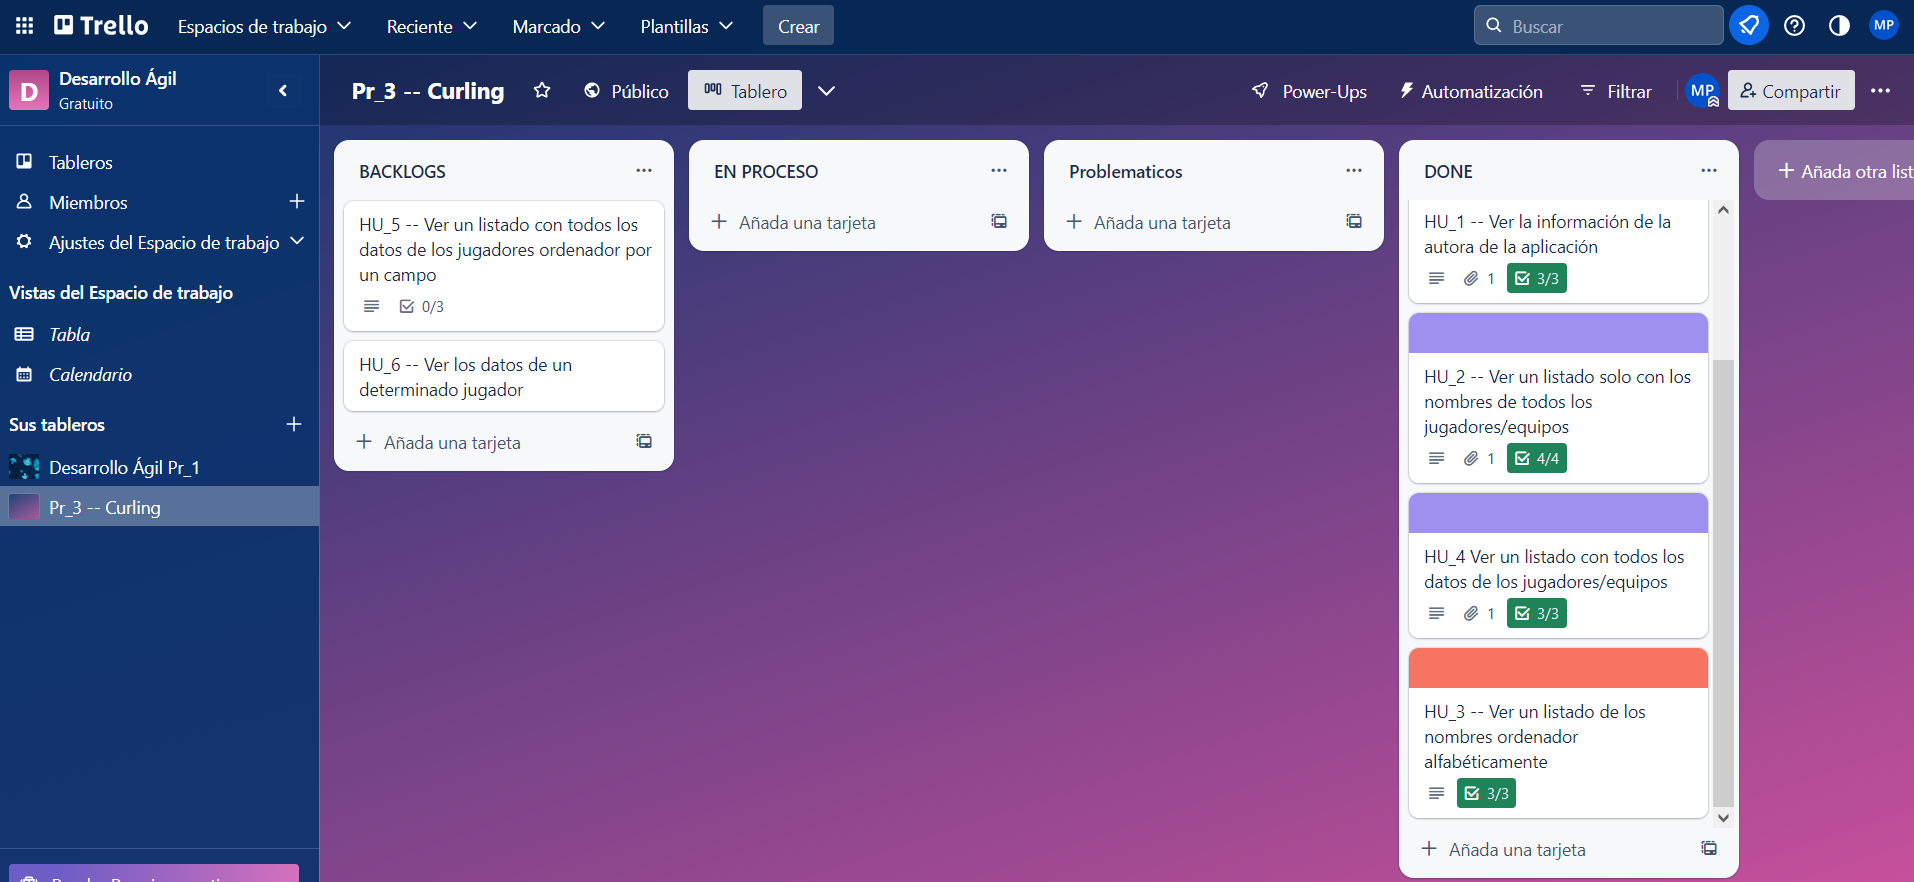 Trello
Espacios de trabajo
Reciente
Marcado
Plantillas
Crear
Buscar
MP
D
Desarrollo Ágil
Gratuito
Pr_3 -- Curling
Público
Tablero
Power-Ups
Automatización
Filtrar
MP
Compartir
Tableros
Miembros
Ajustes del Espacio de trabajo
Vistas del Espacio de trabajo
Tabla
Calendario
Sus tableros
Desarrollo Ágil Pr_1
Pr_3 -- Curling
BACKLOGS
HU_5 -- Ver un listado con todos los
datos de los jugadores ordenador por
un campo
0/3
HU_6 -- Ver los datos de un
determinado jugador
Añada una tarjeta
EN PROCESO
Añada una tarjeta
Problematicos
Añada una tarjeta
DONE
HU_1 -- Ver la información de la
autora de la aplicación
1
3/3
HU_2 -- Ver un listado solo con los
nombres de todos los
jugadores/equipos
1
4/4
HU_4 Ver un listado con todos los
datos de los jugadores/equipos
1
3/3
HU_3 -- Ver un listado de los
nombres ordenador
alfabéticamente
3/3
Añada una tarjeta
Añada otra list